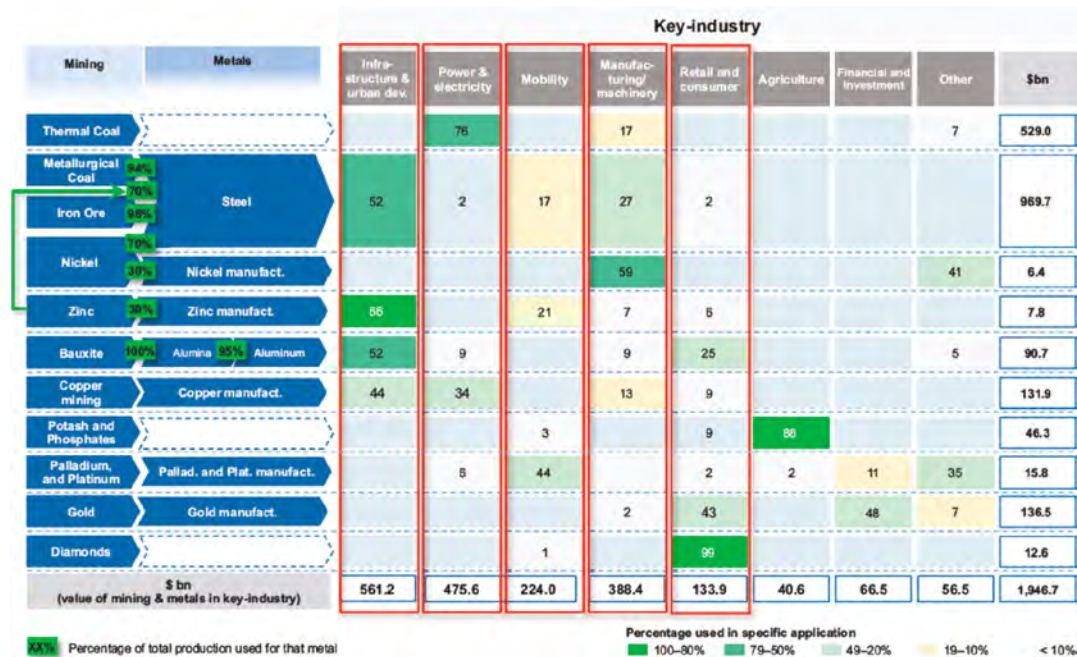 Key-industry
Mining
Metals
Infra-
structure &
urban dev.
Power &
electricity
Mobility
Manufac-
turing/
machinery
Retail and
consumer
Agriculture
Financial and
Investment
Other
$bn
Thermal Coal
76
17
7
529.0
Metallurgical
Coal
94%
70%
Iron Ore
98%
70%
Steel
52
2
17
27
2
969.7
Nickel
30%
Nickel manufact.
59
41
6.4
Zinc
30%
Zinc manufact.
66
21
7
6
7.8
Bauxite
100%
Alumina
95%
Aluminum
52
9
9
25
5
90.7
Copper
mining
Copper manufact.
44
34
13
9
131.9
Potash and
Phosphates
3
9
88
46.3
Palladium,
and Platinum
Pallad. and Plat. manufact.
6
44
2
2
11
35
15.8
Gold
Gold manufact.
2
43
48
7
136.5
Diamonds
1
99
12.6
$ bn
(value of mining & metals in key-industry)
561.2
475.6
224.0
388.4
133.9
40.6
66.5
56.5
1,946.7
XX% Percentage of total production used for that metal
Percentage used in specific application
100–80%
79–50%
49–20%
19–10%
< 10%